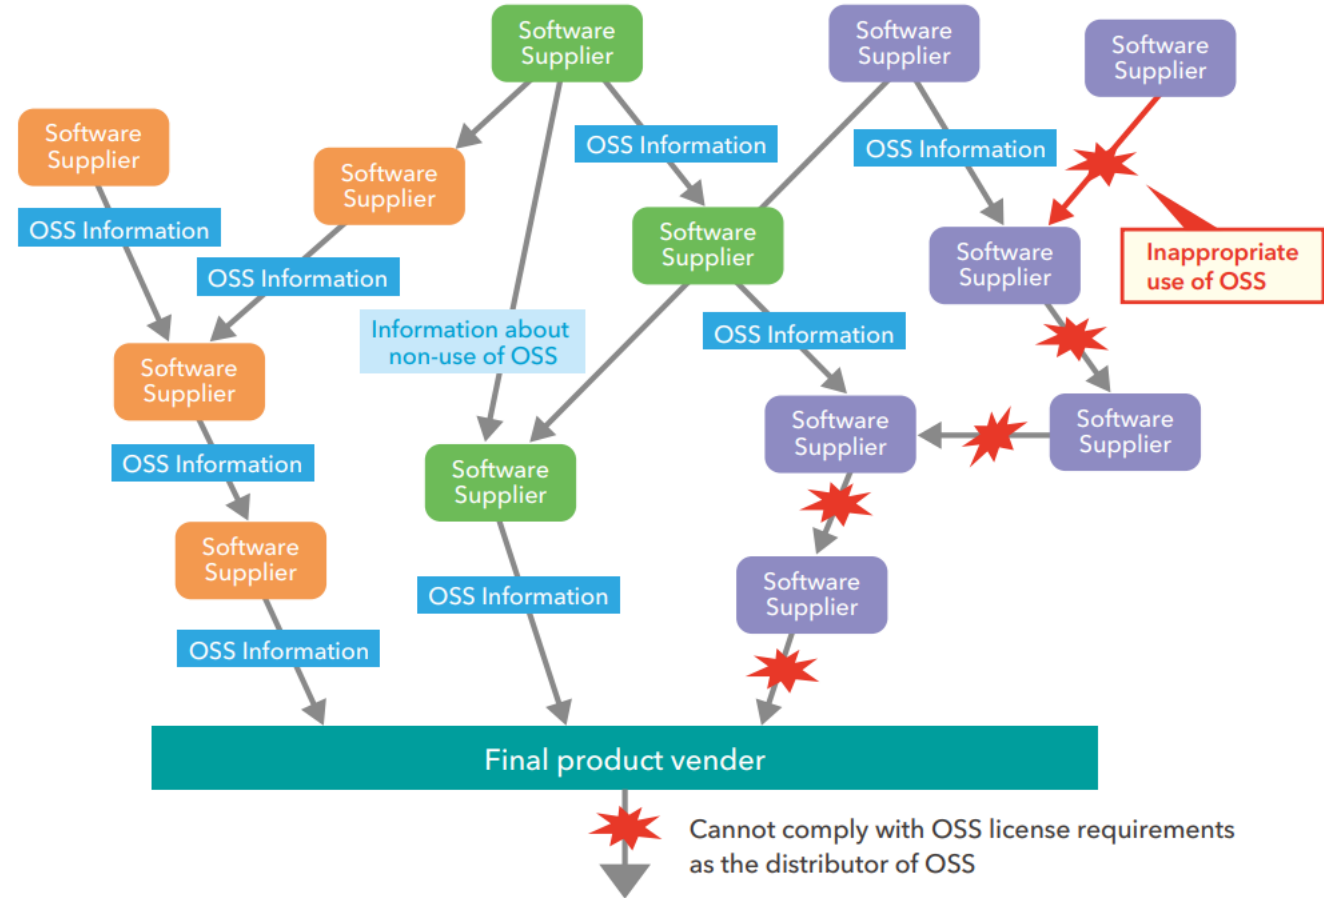 Software
Supplier
Software
Supplier
Software
Supplier
Software
Supplier
OSS Information
OSS Information
Software
Supplier
OSS Information
Software
Supplier
Software
Supplier
Inappropriate
use of OSS
OSS Information
Information about
non-use of OSS
OSS Information
Software
Supplier
Software
Supplier
Software
Supplier
OSS Information
Software
Supplier
Software
Supplier
Software
Supplier
OSS Information
OSS Information
Final product vender
Cannot comply with OSS license requirements
as the distributor of OSS